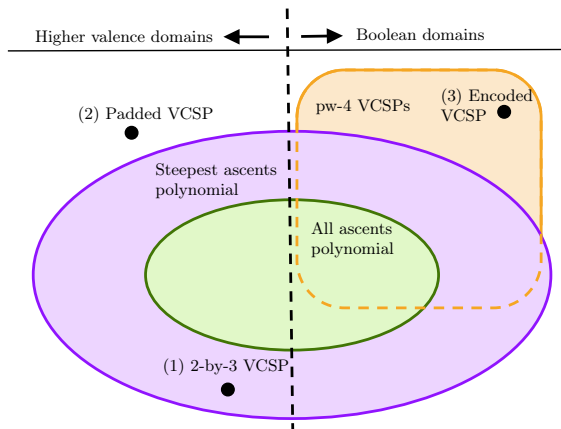 Higher valence domains
Boolean domains
(2) Padded VCSP
pw-4 VCSPs
(3) Encoded
VCSP
Steepest ascents
polynomial
All ascents
polynomial
(1) 2-by-3 VCSP